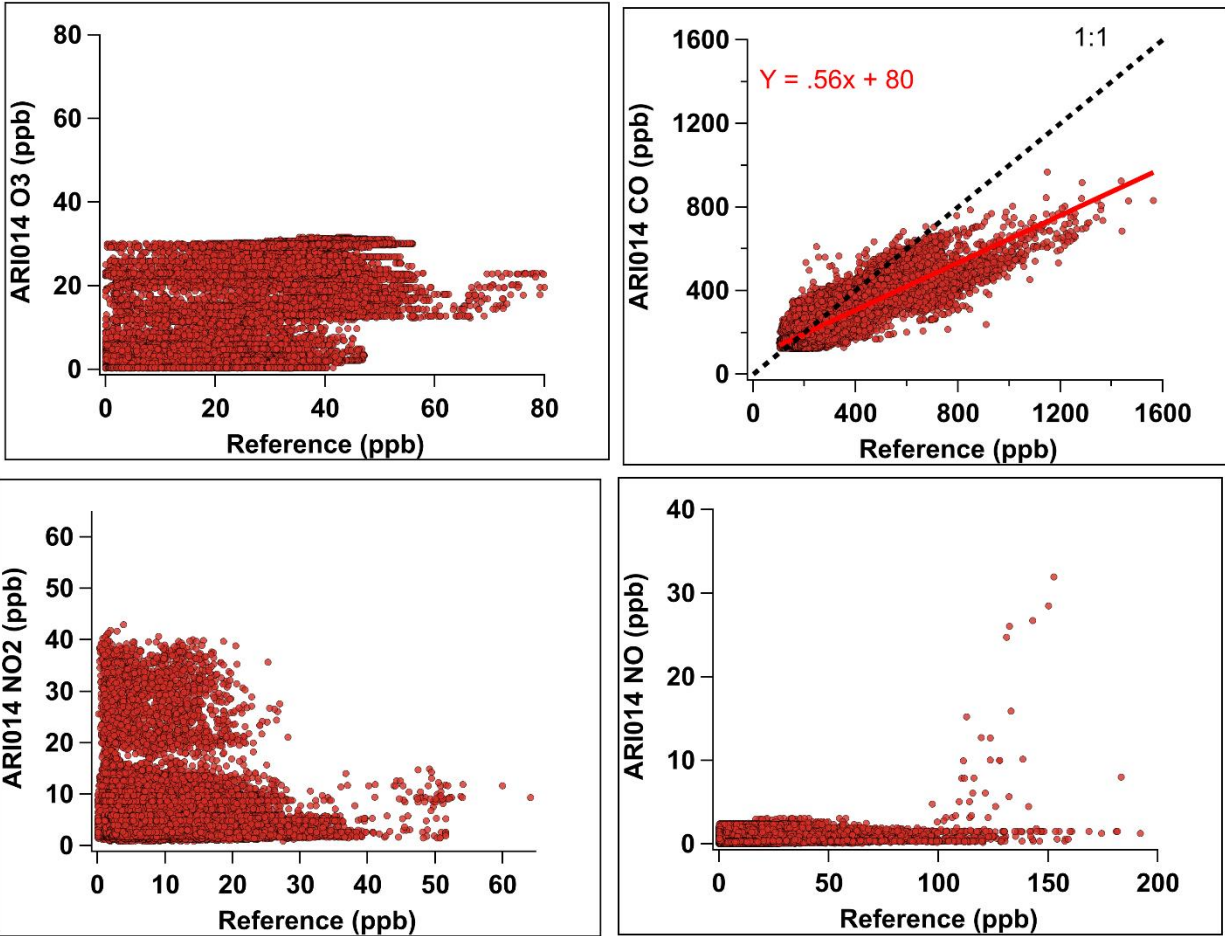 80
60
40
20
0
ARI014 O3 (ppb)
0 20 40 60 80
Reference (ppb)
1600
1200
800
400
0
ARI014 CO (ppb)
1:1
Y = .56x + 80
0 400 800 1200 1600
Reference (ppb)
60
50
40
30
20
10
0
ARI014 NO2 (ppb)
0 10 20 30 40 50 60
Reference (ppb)
40
30
20
10
0
ARI014 NO (ppb)
0 50 100 150 200
Reference (ppb)